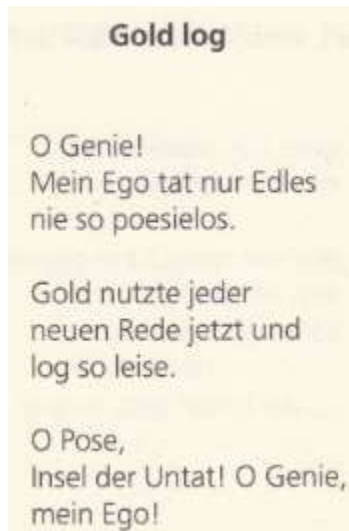 Gold log
O Genie!
Mein Ego tat nur Edles
nie so poesielos.
Gold nutzte jeder
neuen Rede jetzt und
log so leise.
O Pose,
Insel der Untat! O Genie,
mein Ego!